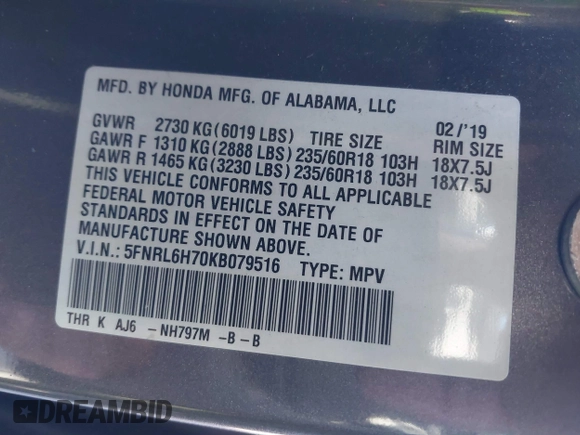 MFD. BY HONDA MFG. OF ALABAMA, LLC
GVWR 2730 KG(6019 LBS) TIRE SIZE 02/'19 RIM SIZE
GAWR F 1310 KG(2888 LBS)235/60R18 103H 18X7.5J
GAWR R 1465 KG(3230 LBS)235/60R18 103H 18X7.5J
THIS VEHICLE CONFORMS TO ALL APPLICABLE
FEDERAL MOTOR VEHICLE SAFETY
STANDARDS IN EFFECT ON THE DATE OF
MANUFACTURE SHOWN ABOVE.
V.I.N.: 5FNRL6H70KB079516 TYPE: MPV
THR K AJ6 -NH797M -B-B
DREAMBID